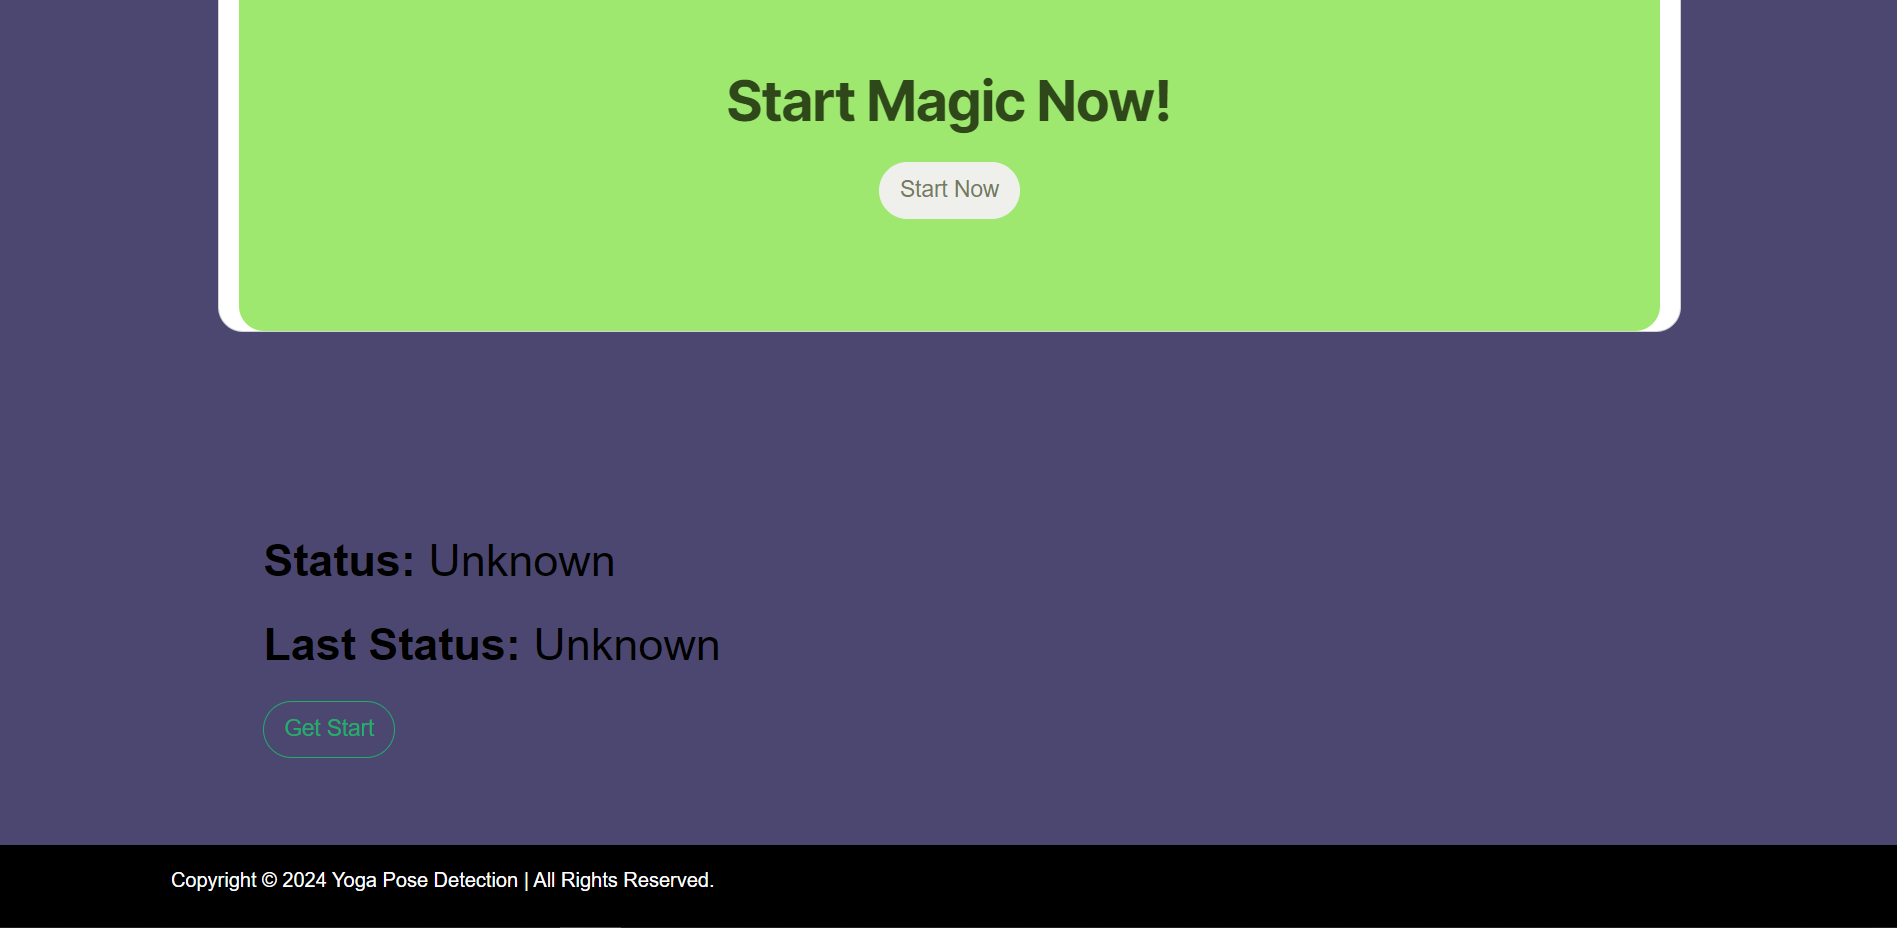 Start Magic Now!
Start Now
Status: Unknown
Last Status: Unknown
Get Start
Copyright © 2024 Yoga Pose Detection | All Rights Reserved.